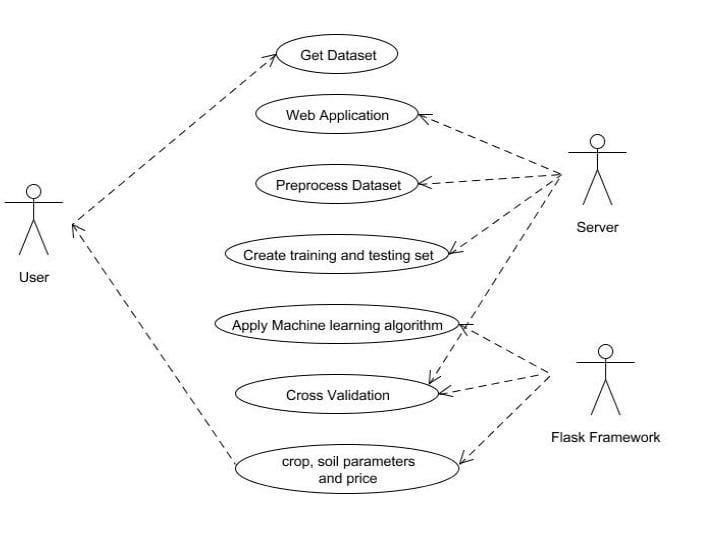 Get Dataset
Web Application
Preprocess Dataset
Server
Create training and testing set
User
Apply Machine learning algorithm
Cross Validation
Flask Framework
crop, soil parameters
and price